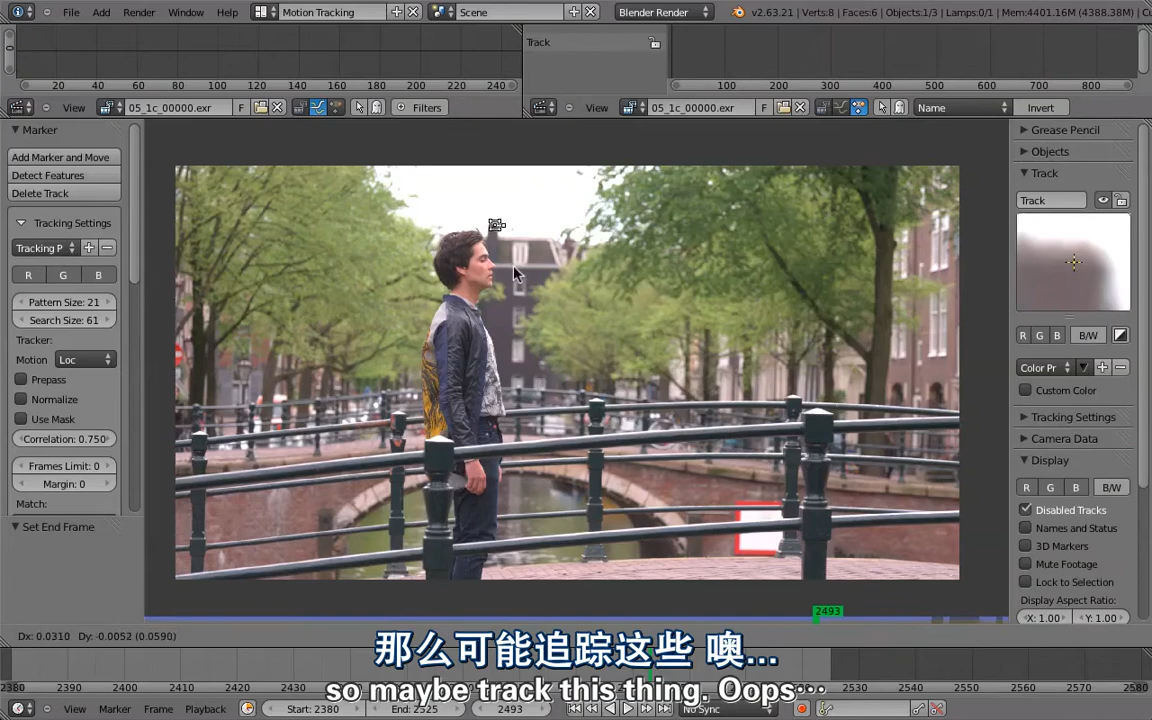 File Add Render Window Help Motion Tracking Scene Blender Render v2.63.21 | Verts:8 | Faces:6 | Objects:1/3 | Lamps:0/1 | Mem:4401.16M (4388.38M)
Track
20 40 60 80 100 120 140 160 180 200 220 240
100 200 300 400 500 600 700 800
View 05_1c_00000.exr F Filters
View 05_1c_00000.exr F Name Invert
Marker
Add Marker and Move
Detect Features
Delete Track
Tracking Settings
Tracking P
R G B
Pattern Size: 21
Search Size: 61
Tracker:
Motion Loc
Prepass
Normalize
Use Mask
Correlation: 0.750
Frames Limit: 0
Margin: 0
Match:
Set End Frame
Grease Pencil
Objects
Track
Track
R G B B/W
Color Pr
Custom Color
Tracking Settings
Camera Data
Display
R G B B/W
Disabled Tracks
Names and Status
3D Markers
Mute Footage
Lock to Selection
Display Aspect Ratio:
X: 1.00 Y: 1.00
2493
Dx: 0.0310 Dy: -0.0052 (0.0590)
那么可能追踪这些 噢...
so maybe track this thing. Oops···
2380 2390 2530 2540 2550 2560 2570 2580
View Marker Frame Playback Start: 2380 End: 2525 2493 No Sync